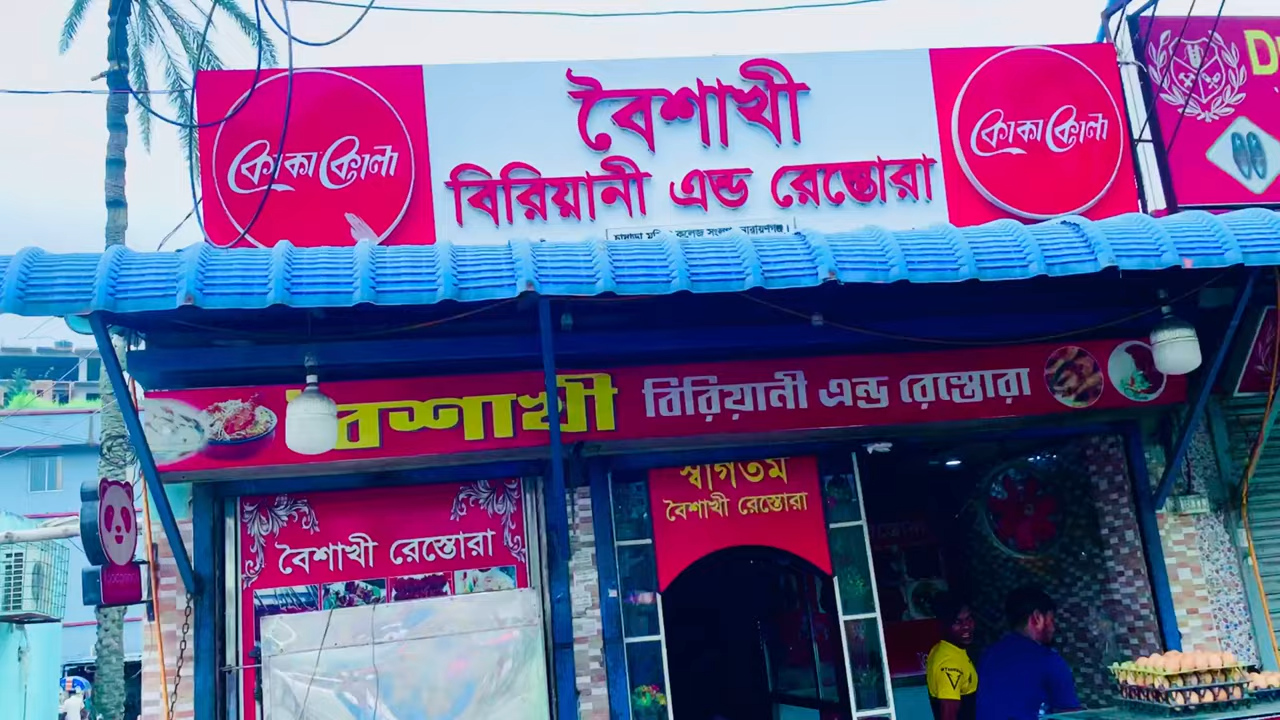 কোকা কোলা
বৈশাখী
বিরিয়ানী এন্ড রেস্তোরা
কোকা কোলা
বৈশাখী বিরিয়ানী এন্ড রেস্তোরা
স্বাগতম
বৈশাখী রেস্তোরা
বৈশাখী রেস্তোরা